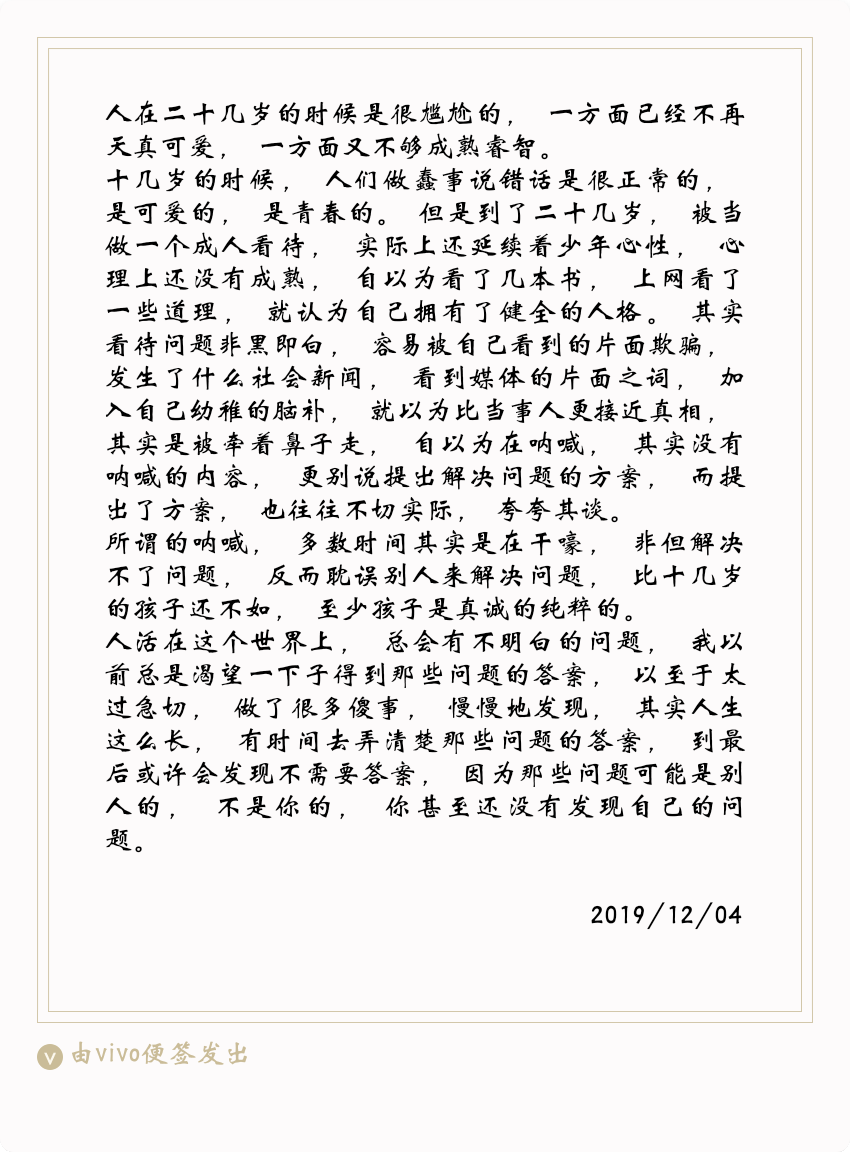 人在二十几岁的时候是很尴尬的， 一方面已经不再
天真可爱， 一方面又不够成熟睿智。
十几岁的时候， 人们做蠢事说错话是很正常的，
是可爱的， 是青春的。 但是到了二十几岁， 被当
做一个成人看待， 实际上还延续着少年心性， 心
理上还没有成熟， 自以为看了几本书， 上网看了
一些道理， 就认为自己拥有了健全的人格。 其实
看待问题非黑即白， 容易被自己看到的片面欺骗，
发生了什么社会新闻， 看到媒体的片面之词， 加
入自己幼稚的脑补， 就以为比当事人更接近真相，
其实是被牵着鼻子走， 自以为在呐喊， 其实没有
呐喊的内容， 更别说提出解决问题的方案， 而提
出了方案， 也往往不切实际， 夸夸其谈。
所谓的呐喊， 多数时间其实是在干嚎， 非但解决
不了问题， 反而耽误别人来解决问题， 比十几岁
的孩子还不如， 至少孩子是真诚的纯粹的。
人活在这个世界上， 总会有不明白的问题， 我以
前总是渴望一下子得到那些问题的答案， 以至于太
过急切， 做了很多傻事， 慢慢地发现， 其实人生
这么长， 有时间去弄清楚那些问题的答案， 到最
后或许会发现不需要答案， 因为那些问题可能是别
人的， 不是你的， 你甚至还没有发现自己的问
题。
2019/12/04
由vivo便签发出